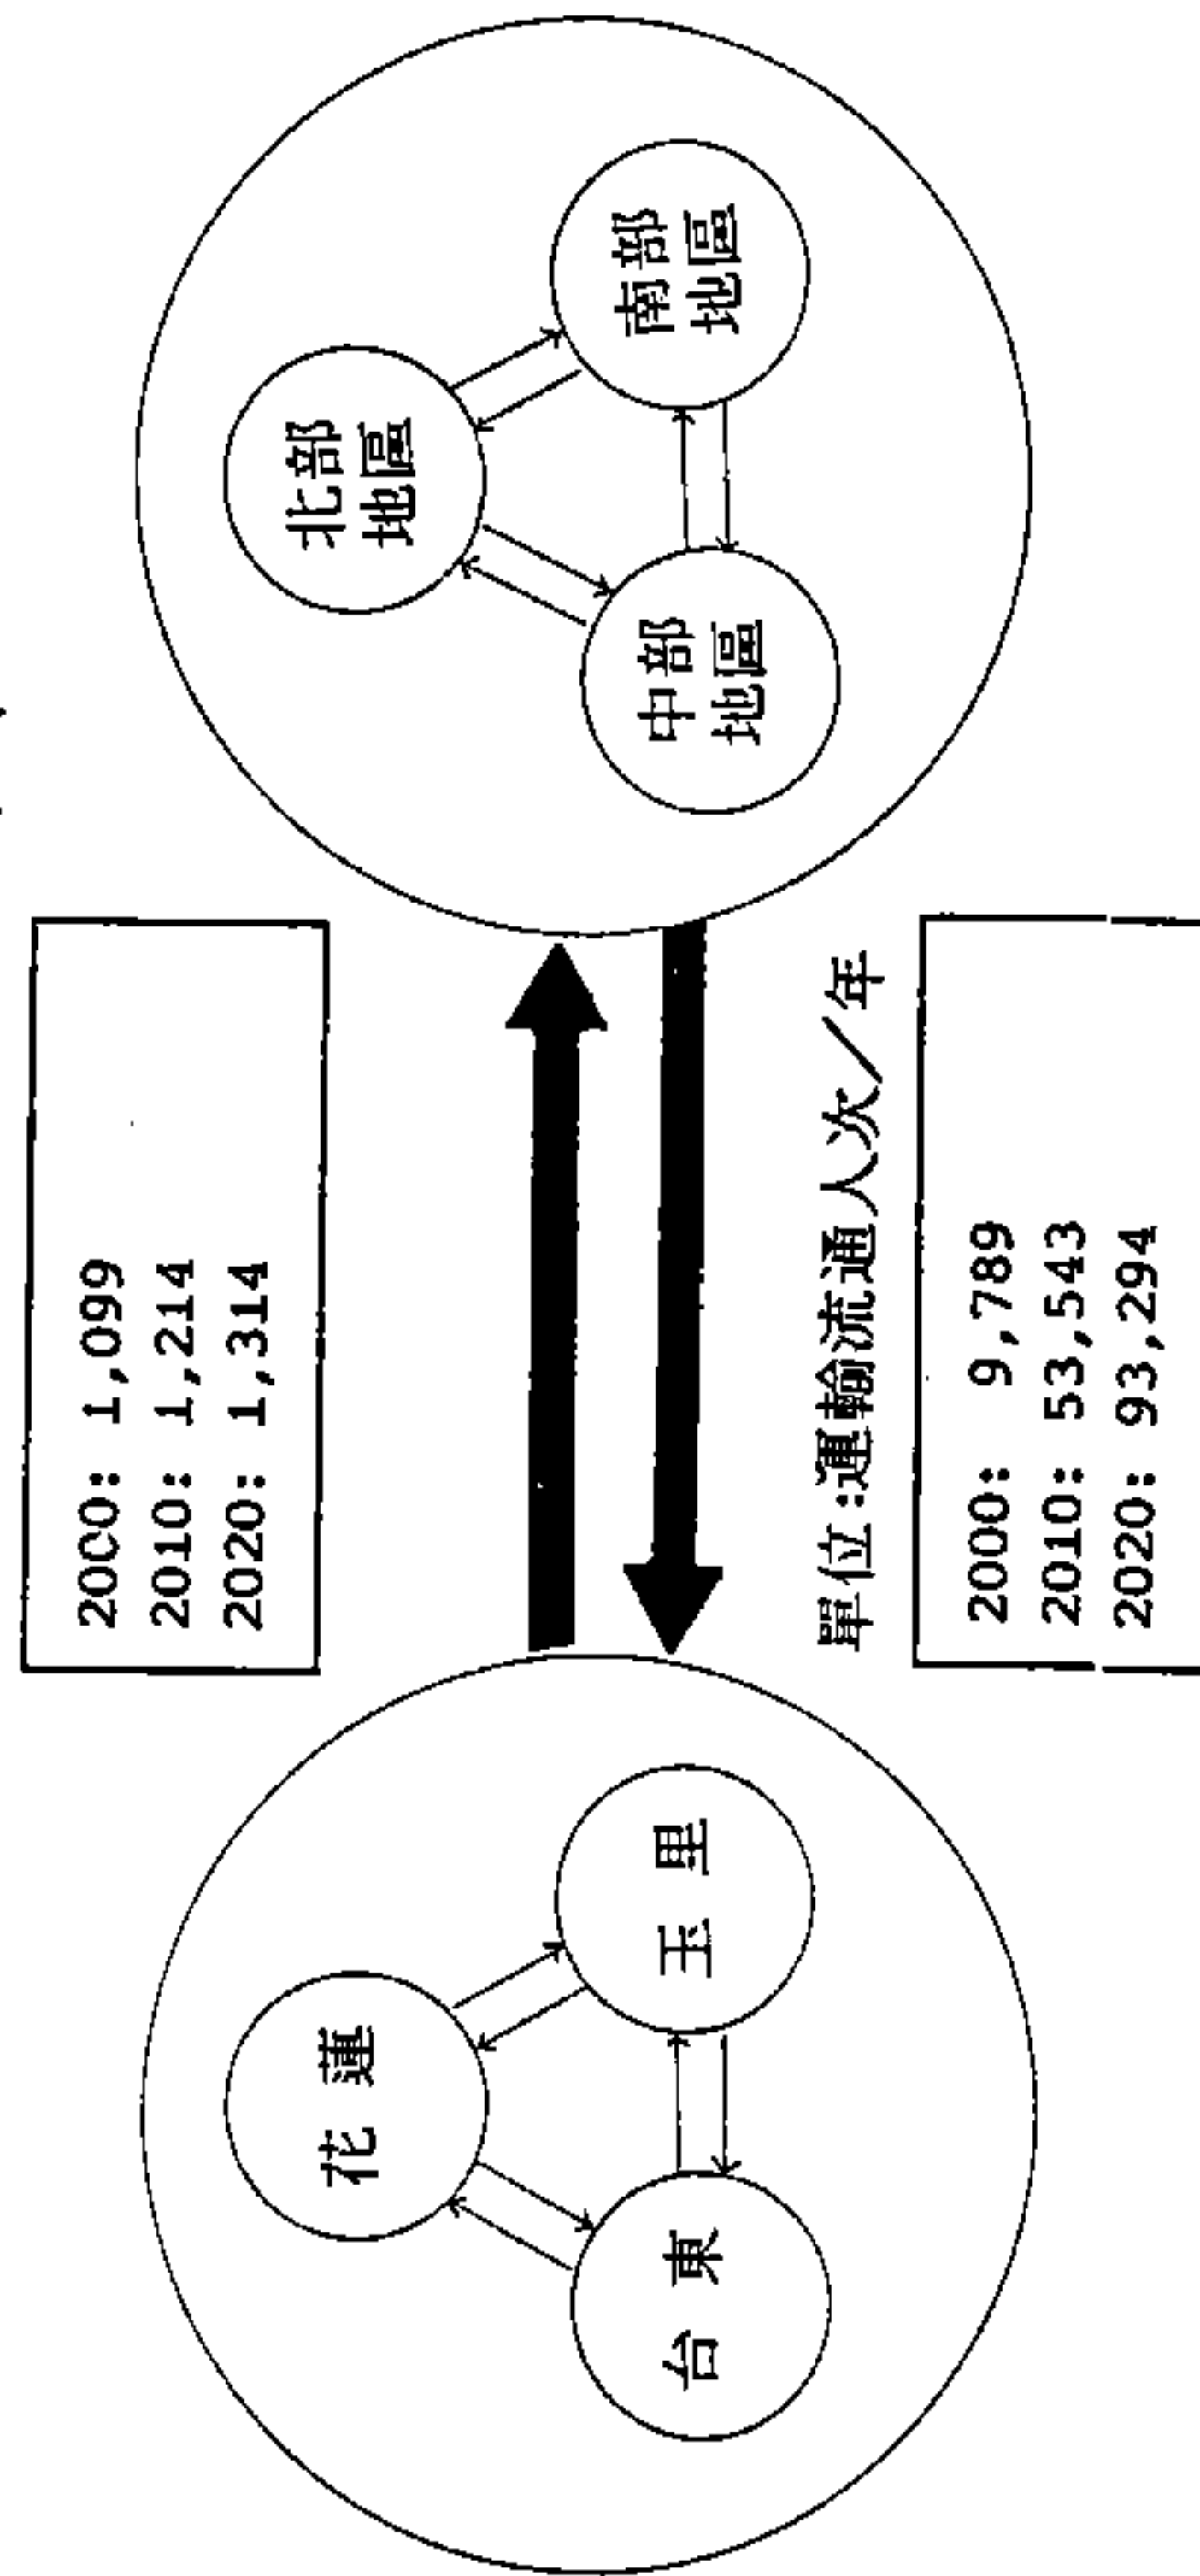 2000: 1,099
2010: 1,214
2020: 1,314
花蓮
玉里
台東
北部
地區
南部
地區
中部
地區
單位:運輸流通人次/年
2000: 9,789
2010: 53,543
2020: 93,294